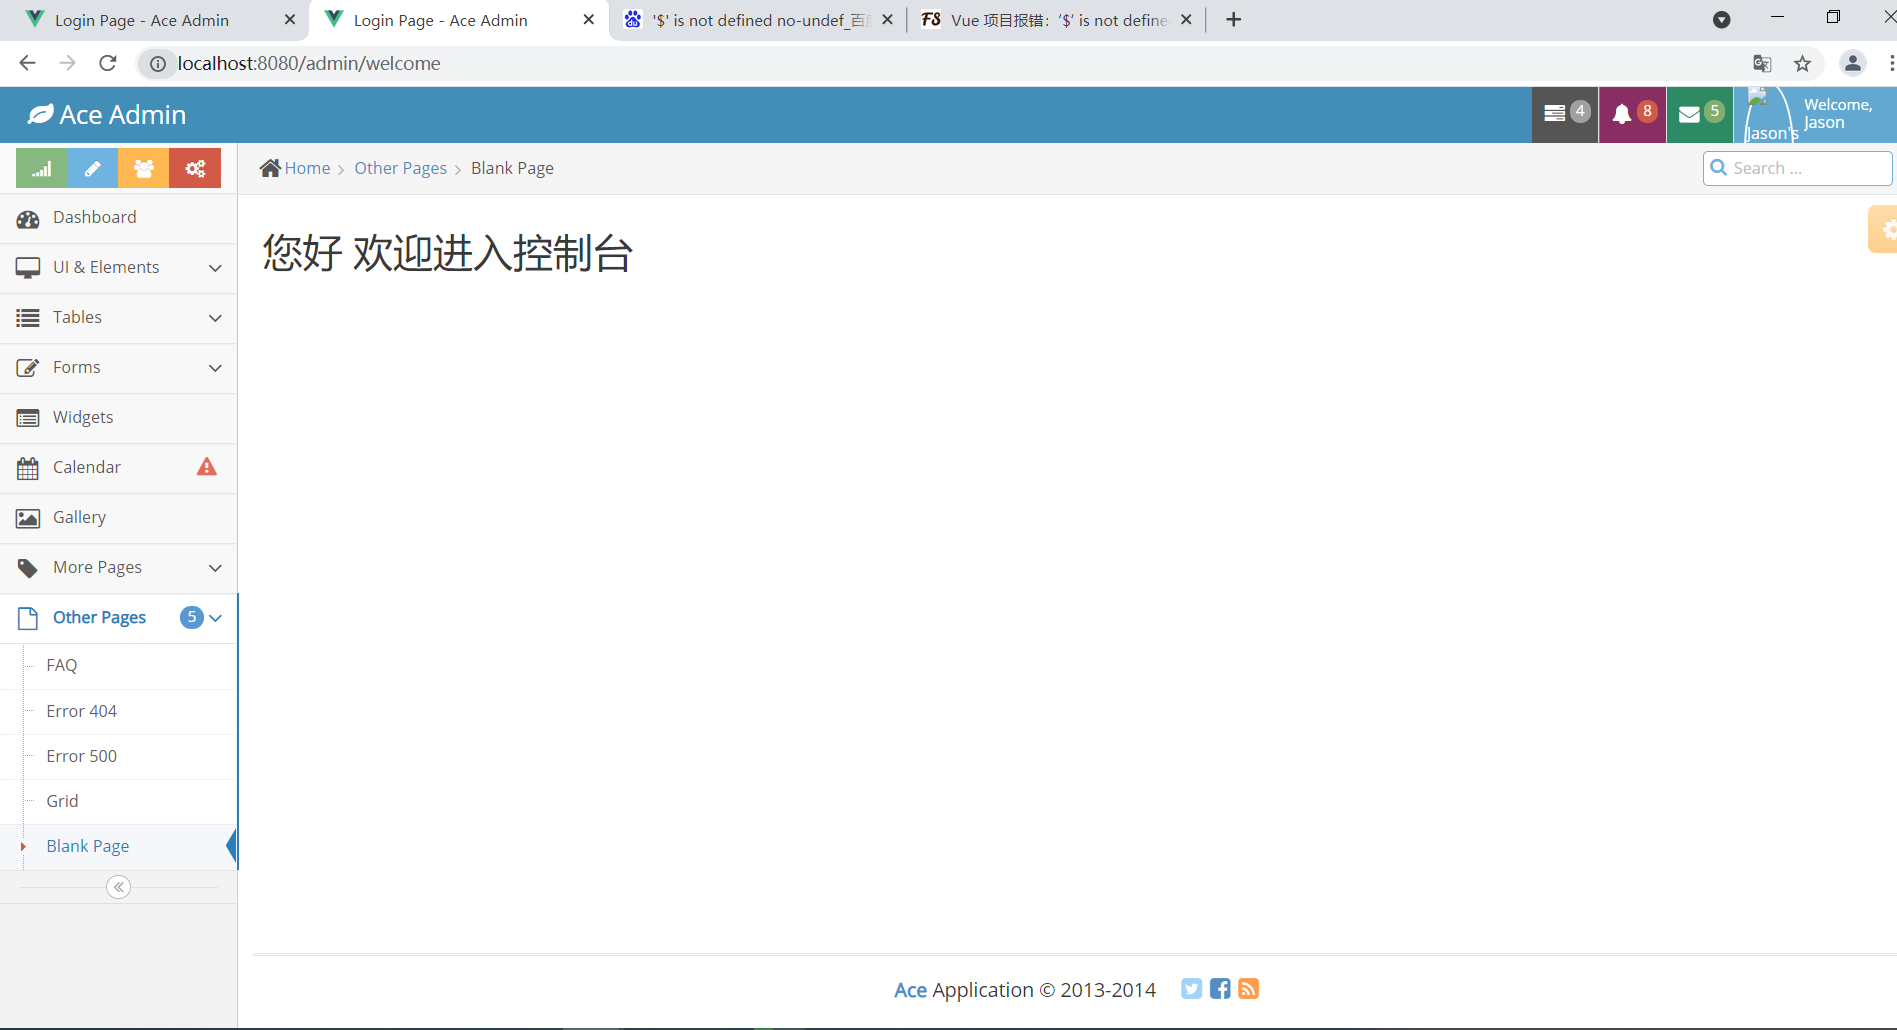 Login Page - Ace Admin
Login Page - Ace Admin
'$' is not defined no-undef_百
Vue 项目报错：‘$’ is not define
localhost:8080/admin/welcome
Ace Admin
4
8
5
Jason's
Welcome,
Jason
Home
Other Pages
Blank Page
Search ...
Dashboard
UI & Elements
Tables
Forms
Widgets
Calendar
Gallery
More Pages
Other Pages
5
FAQ
Error 404
Error 500
Grid
Blank Page
您好 欢迎进入控制台
Ace Application © 2013-2014